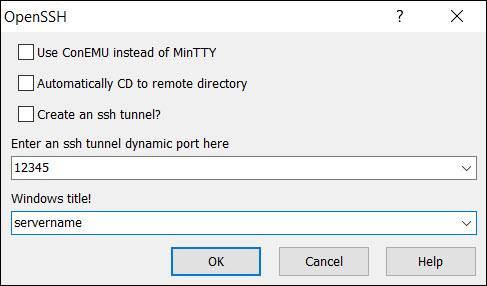 OpenSSH
Use ConEMU instead of MinTTY
Automatically CD to remote directory
Create an ssh tunnel?
Enter an ssh tunnel dynamic port here
12345
Windows title!
servername
OK Cancel Help